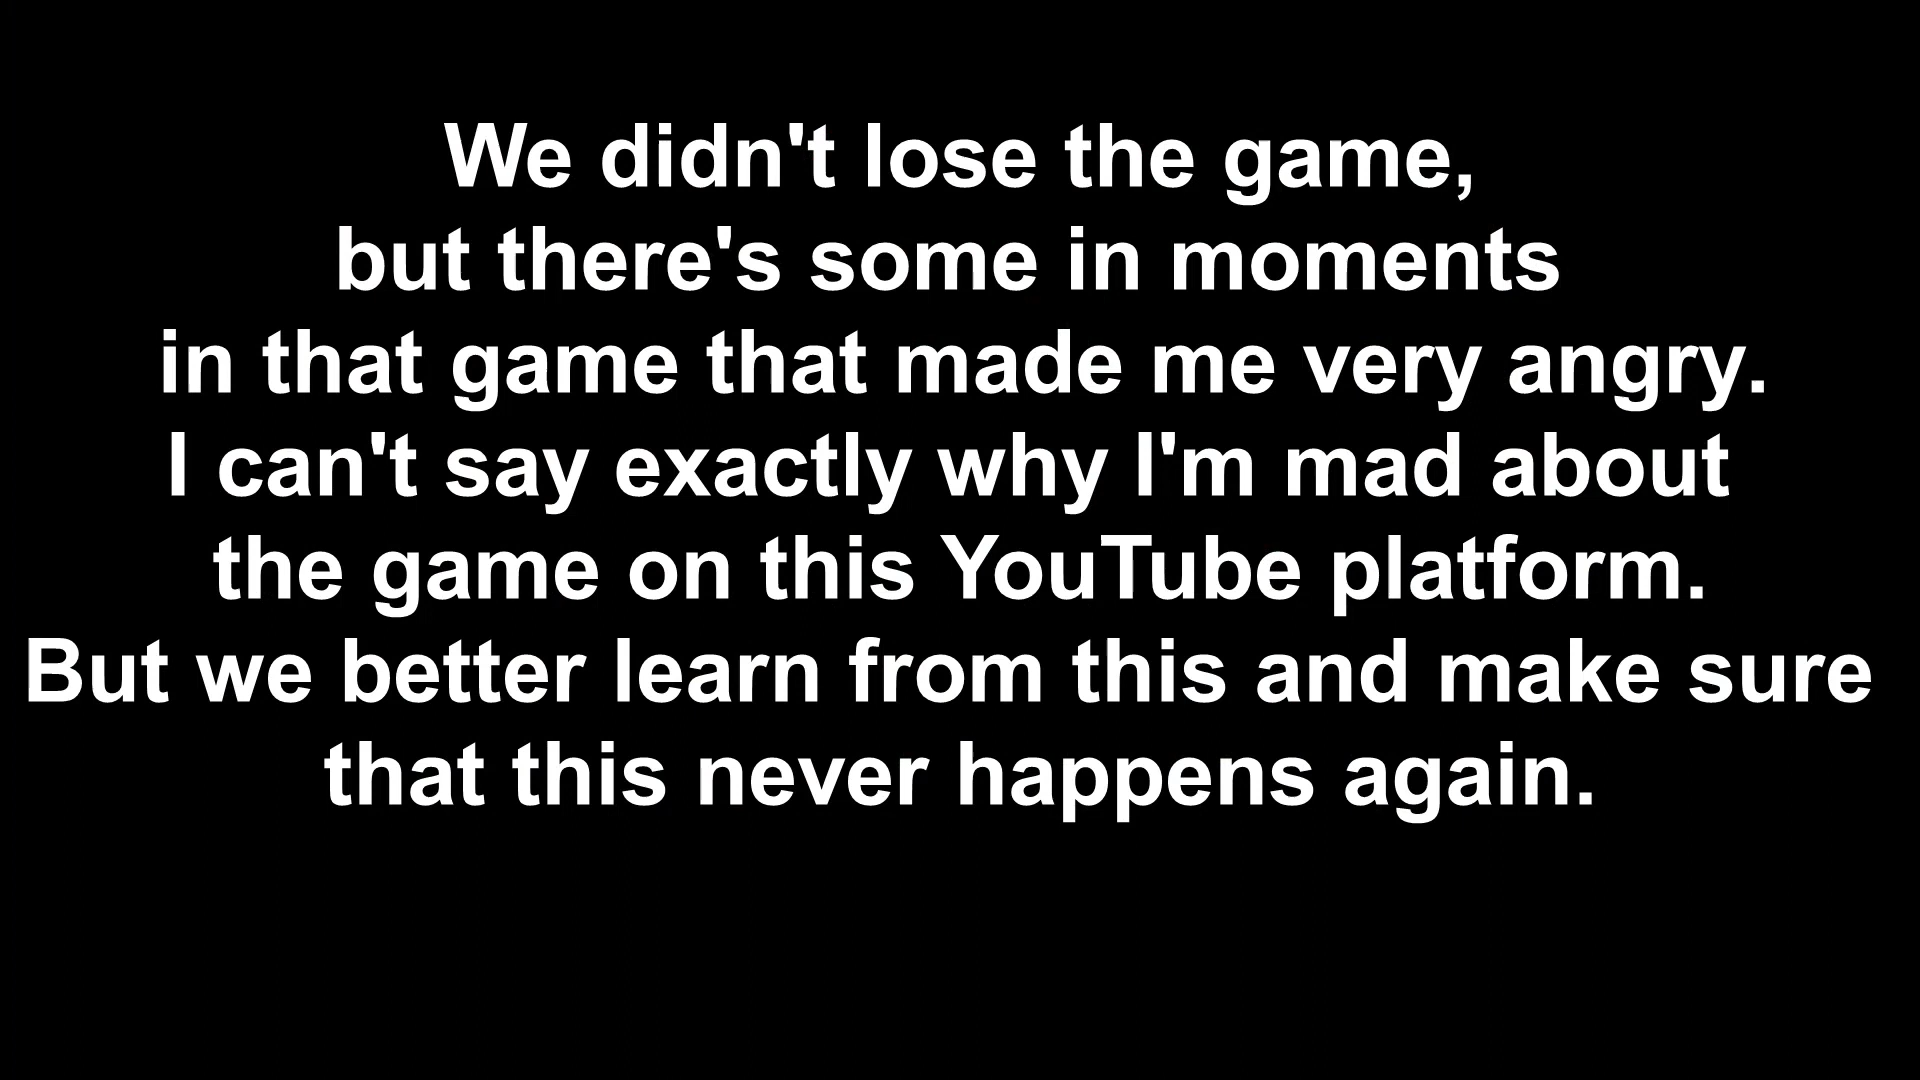 We didn't lose the game,
but there's some in moments
in that game that made me very angry.
I can't say exactly why I'm mad about
the game on this YouTube platform.
But we better learn from this and make sure
that this never happens again.